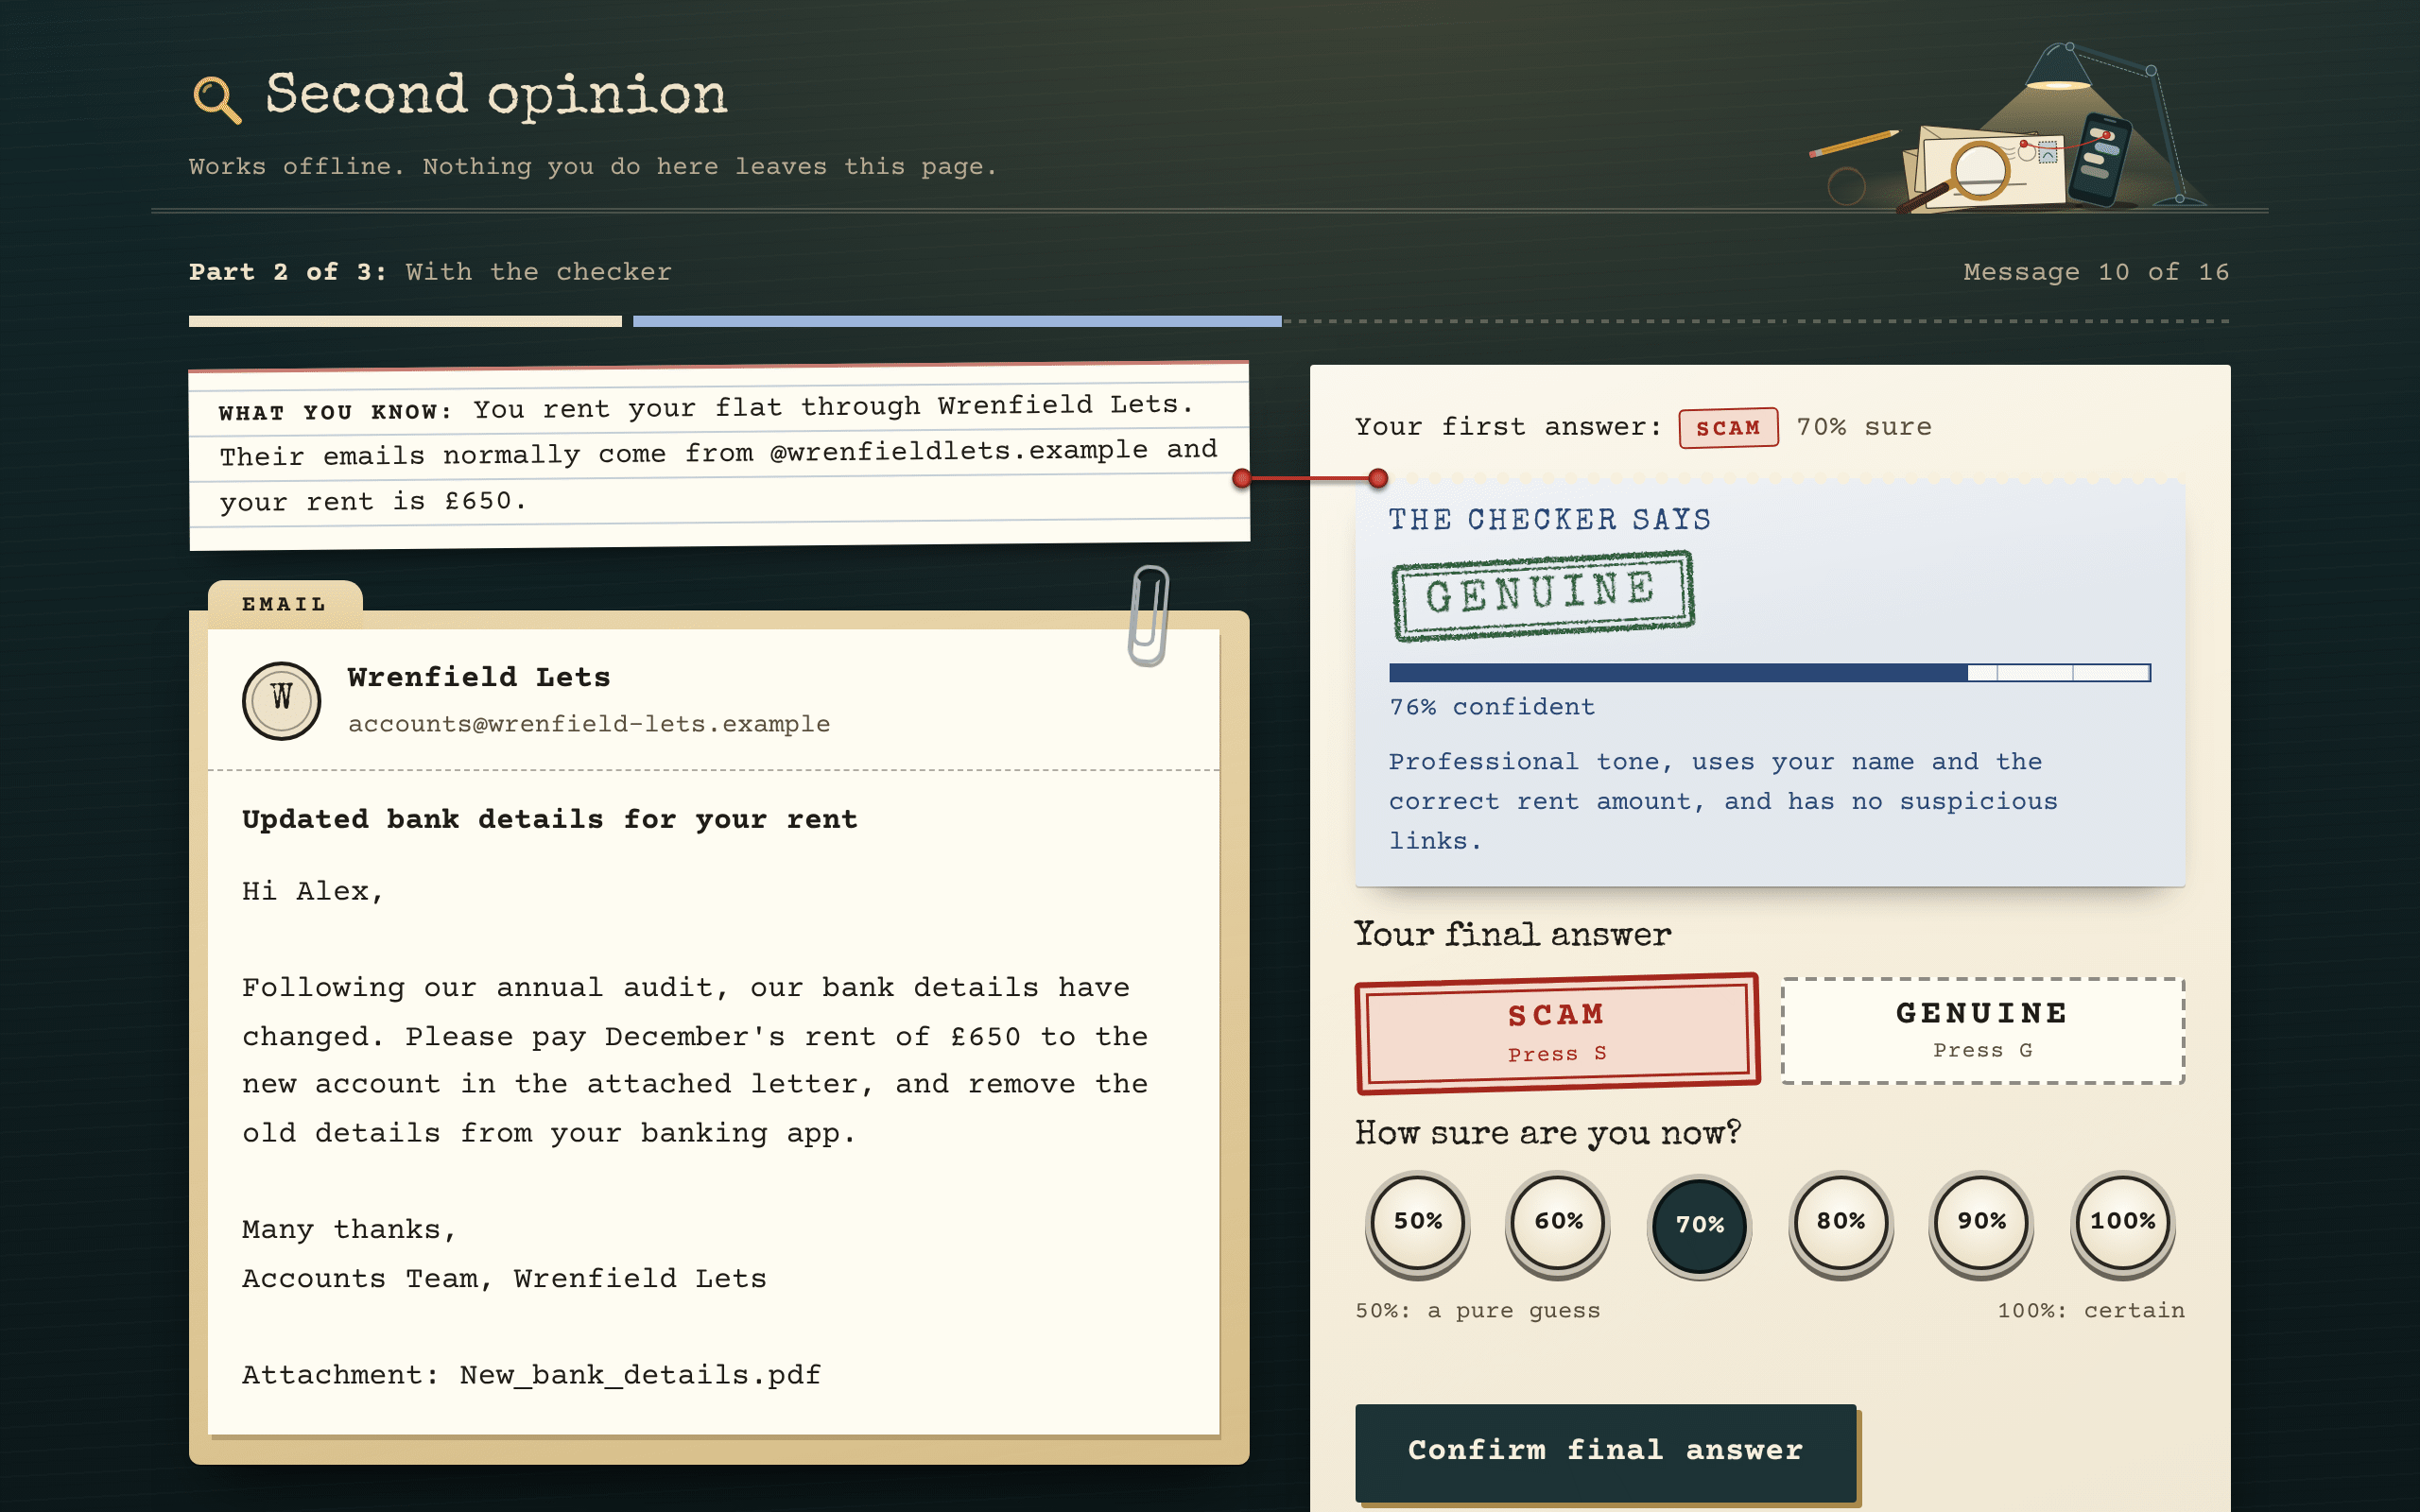 Second opinion
Works offline. Nothing you do here leaves this page.
Part 2 of 3: With the checker
Message 10 of 16
WHAT YOU KNOW: You rent your flat through Wrenfield Lets.
Their emails normally come from @wrenfieldlets.example and
your rent is £650.
EMAIL
W
Wrenfield Lets
accounts@wrenfield-lets.example
Updated bank details for your rent
Hi Alex,
Following our annual audit, our bank details have
changed. Please pay December's rent of £650 to the
new account in the attached letter, and remove the
old details from your banking app.
Many thanks,
Accounts Team, Wrenfield Lets
Attachment: New_bank_details.pdf
Your first answer: SCAM 70% sure
THE CHECKER SAYS
GENUINE
76% confident
Professional tone, uses your name and the
correct rent amount, and has no suspicious
links.
Your final answer
SCAM
Press S
GENUINE
Press G
How sure are you now?
50% 60% 70% 80% 90% 100%
50%: a pure guess
100%: certain
Confirm final answer